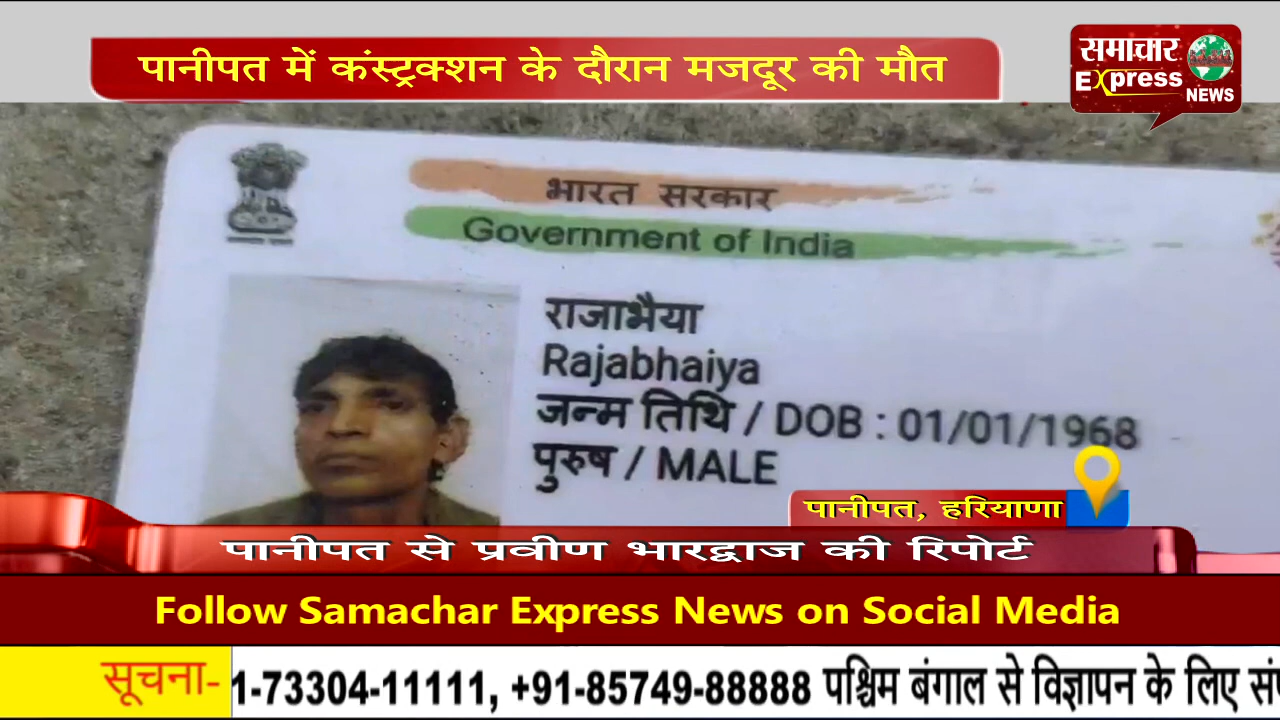 पानीपत में कंस्ट्रक्शन के दौरान मजदूर की मौत
समाचार
Express
NEWS
भारत सरकार
Government of India
राजाभैया
Rajabhaiya
जन्म तिथि / DOB : 01/01/1968
पुरुष / MALE
पानीपत, हरियाणा
पानीपत से प्रवीण भारद्वाज की रिपोर्ट
Follow Samachar Express News on Social Media
सूचना- 1-73304-11111, +91-85749-88888 पश्चिम बंगाल से विज्ञापन के लिए